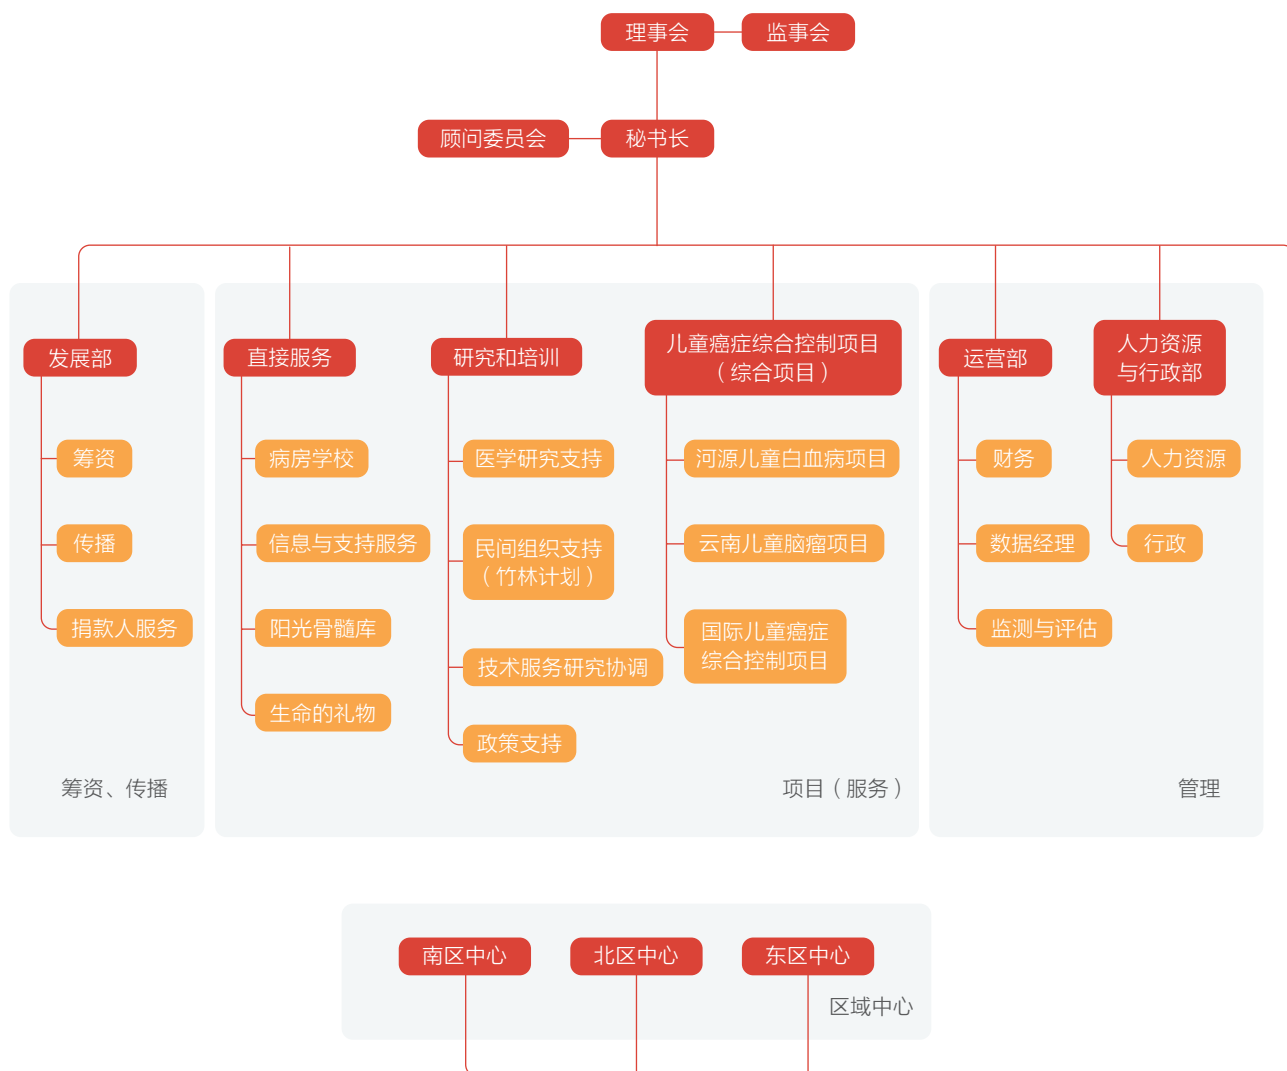 理事会
监事会
顾问委员会
秘书长
发展部
筹资
传播
捐款人服务
筹资、传播
直接服务
病房学校
信息与支持服务
阳光骨髓库
生命的礼物
研究和培训
医学研究支持
民间组织支持
（竹林计划）
技术服务研究协调
政策支持
儿童癌症综合控制项目
（综合项目）
河源儿童白血病项目
云南儿童脑瘤项目
国际儿童癌症
综合控制项目
项目（服务）
运营部
财务
数据经理
监测与评估
人力资源
与行政部
人力资源
行政
管理
南区中心
北区中心
东区中心
区域中心